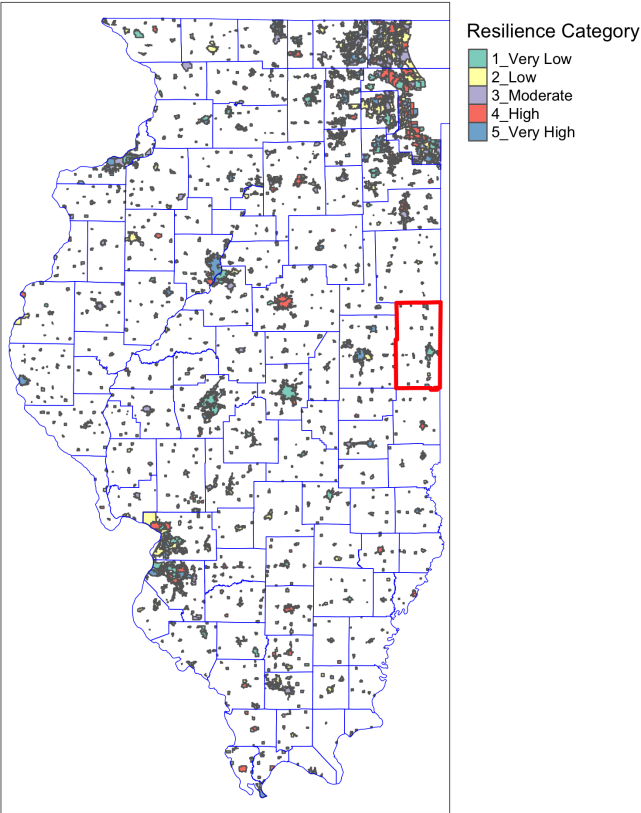 Resilience Category
1_Very Low
2_Low
3_Moderate
4_High
5_Very High